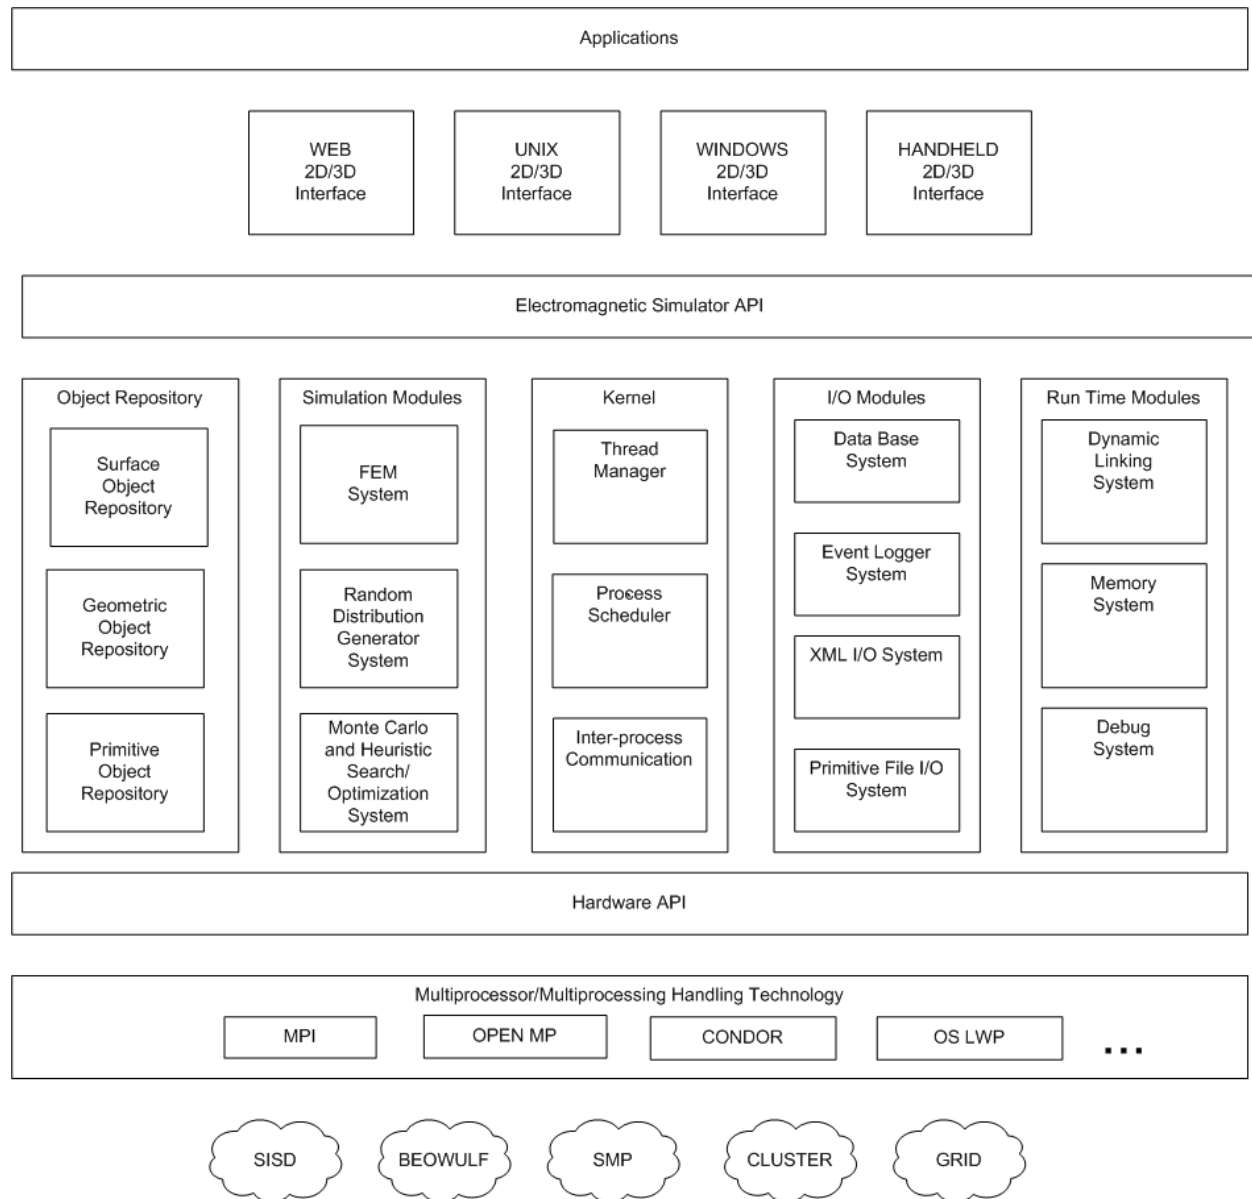 Applications
WEB
2D/3D
Interface
UNIX
2D/3D
Interface
WINDOWS
2D/3D
Interface
HANDHELD
2D/3D
Interface
Electromagnetic Simulator API
Object Repository
Surface
Object
Repository
Geometric
Object
Repository
Primitive
Object
Repository
Simulation Modules
FEM
System
Random
Distribution
Generator
System
Monte Carlo
and Heuristic
Search/
Optimization
System
Kernel
Thread
Manager
Process
Scheduler
Inter-process
Communication
I/O Modules
Data Base
System
Event Logger
System
XML I/O System
Primitive File I/O
System
Run Time Modules
Dynamic
Linking
System
Memory
System
Debug
System
Hardware API
Multiprocessor/Multiprocessing Handling Technology
MPI
OPEN MP
CONDOR
OS LWP
...
SISD
BEOWULF
SMP
CLUSTER
GRID